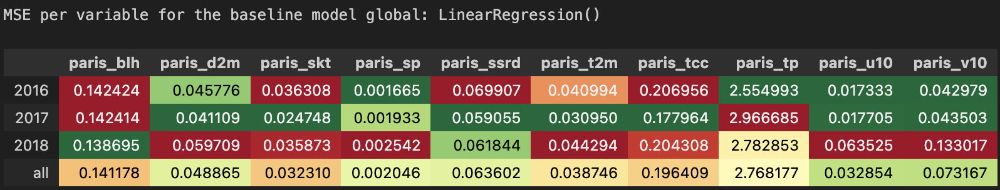 MSE per variable for the baseline model global: LinearRegression()
paris_blh paris_d2m paris_skt paris_sp paris_ssrd paris_t2m paris_tcc paris_tp paris_u10 paris_v10
2016 0.142424 0.045776 0.036308 0.001665 0.069907 0.040994 0.206956 2.554993 0.017333 0.042979
2017 0.142414 0.041109 0.024748 0.001933 0.059055 0.030950 0.177964 2.966685 0.017705 0.043503
2018 0.138695 0.059709 0.035873 0.002542 0.061844 0.044294 0.204308 2.782853 0.063525 0.133017
all 0.141178 0.048865 0.032310 0.002046 0.063602 0.038746 0.196409 2.768177 0.032854 0.073167